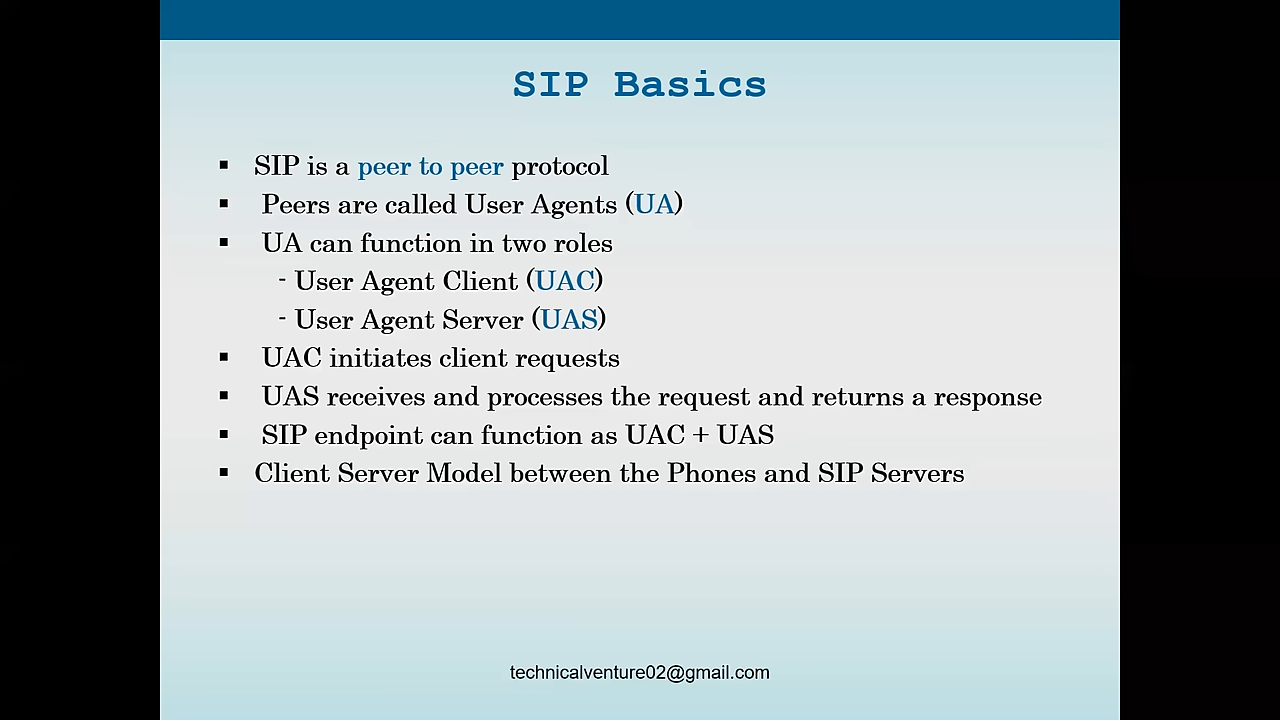 SIP Basics
▪ SIP is a peer to peer protocol
▪ Peers are called User Agents (UA)
▪ UA can function in two roles
- User Agent Client (UAC)
- User Agent Server (UAS)
▪ UAC initiates client requests
▪ UAS receives and processes the request and returns a response
▪ SIP endpoint can function as UAC + UAS
▪ Client Server Model between the Phones and SIP Servers
technicalventure02@gmail.com